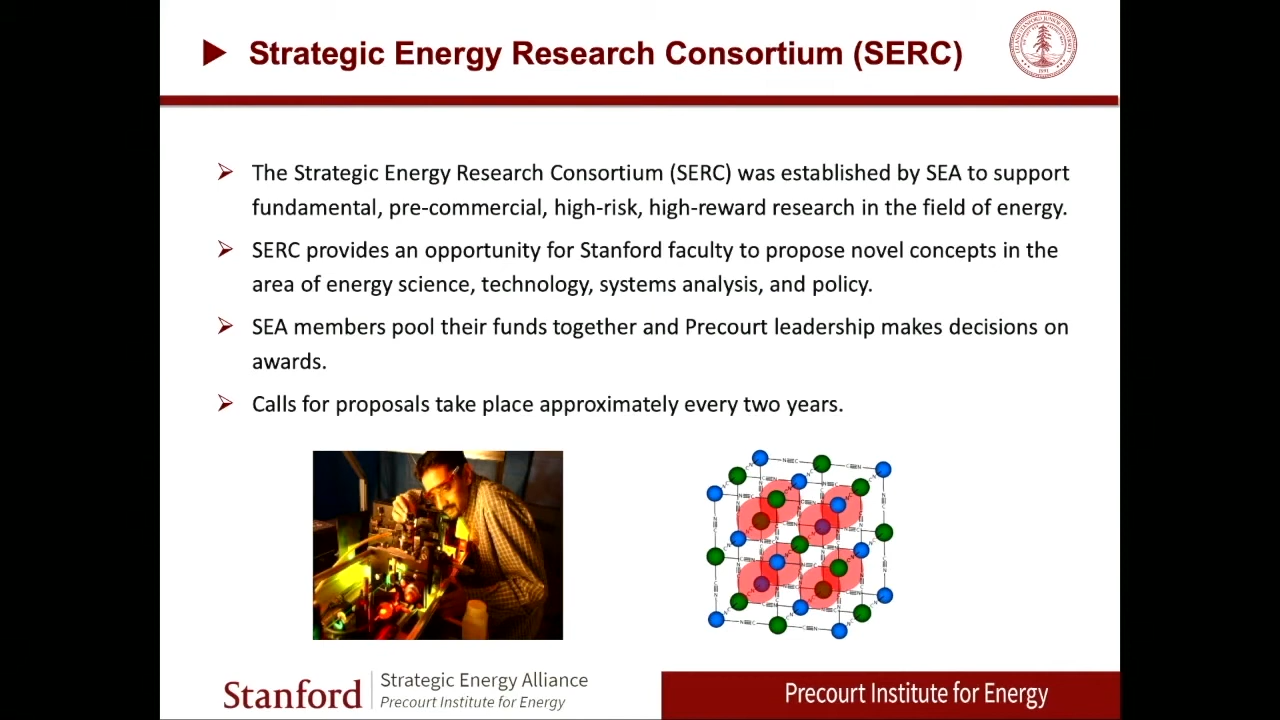 Strategic Energy Research Consortium (SERC)
The Strategic Energy Research Consortium (SERC) was established by SEA to support
fundamental, pre-commercial, high-risk, high-reward research in the field of energy.
SERC provides an opportunity for Stanford faculty to propose novel concepts in the
area of energy science, technology, systems analysis, and policy.
SEA members pool their funds together and Precourt leadership makes decisions on
awards.
Calls for proposals take place approximately every two years.
Stanford
Strategic Energy Alliance
Precourt Institute for Energy
Precourt Institute for Energy